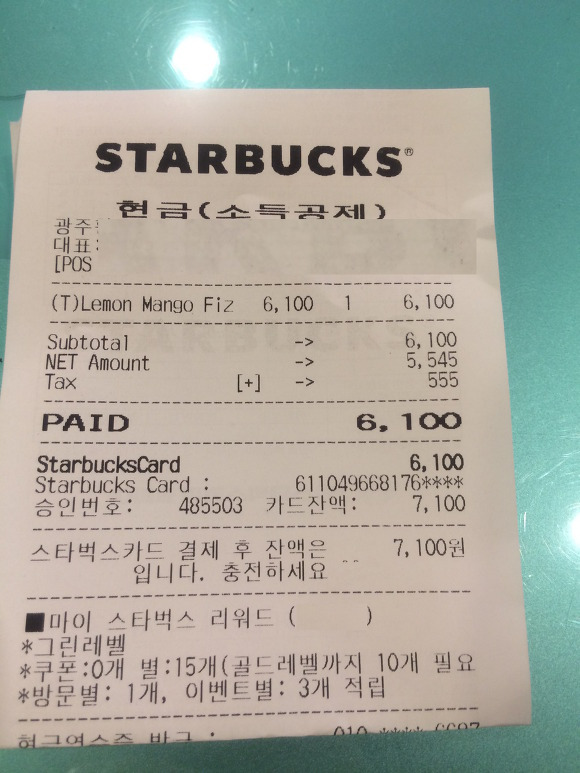 STARBUCKS®
현금(소득공제)
광주
대표:
[POS
(T)Lemon Mango Fiz 6,100 1 6,100
Subtotal -> 6,100
NET Amount -> 5,545
Tax [+] -> 555
PAID 6,100
StarbucksCard 6,100
Starbucks Card : 611049668176****
승인번호: 485503 카드잔액: 7,100
스타벅스카드 결제 후 잔액은 7,100원
입니다. 충전하세요 ^^
■마이 스타벅스 리워드 ( )
*그린레벨
*쿠폰:0개 별:15개(골드레벨까지 10개 필요
*방문별: 1개, 이벤트별: 3개 적립